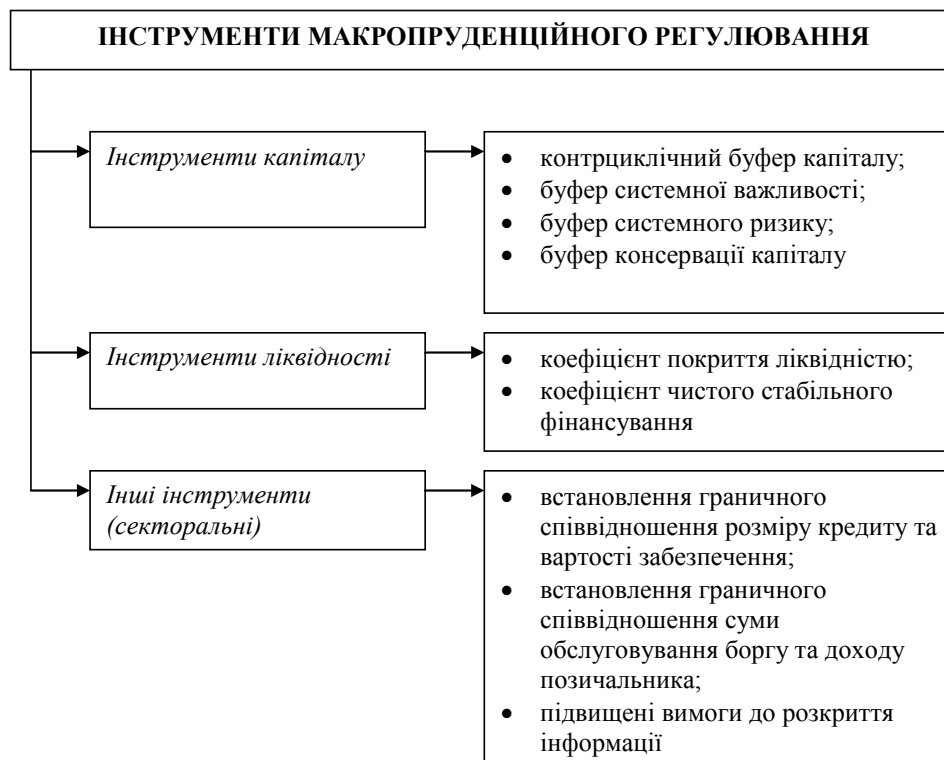 ІНСТРУМЕНТИ МАКРОПРУДЕНЦІЙНОГО РЕГУЛЮВАННЯ
Інструменти капіталу
• контрциклічний буфер капіталу;
• буфер системної важливості;
• буфер системного ризику;
• буфер консервації капіталу
Інструменти ліквідності
• коефіцієнт покриття ліквідністю;
• коефіцієнт чистого стабільного
фінансування
Інші інструменти
(секторальні)
• встановлення граничного
співвідношення розміру кредиту та
вартості забезпечення;
• встановлення граничного
співвідношення суми
обслуговування боргу та доходу
позичальника;
• підвищені вимоги до розкриття
інформації